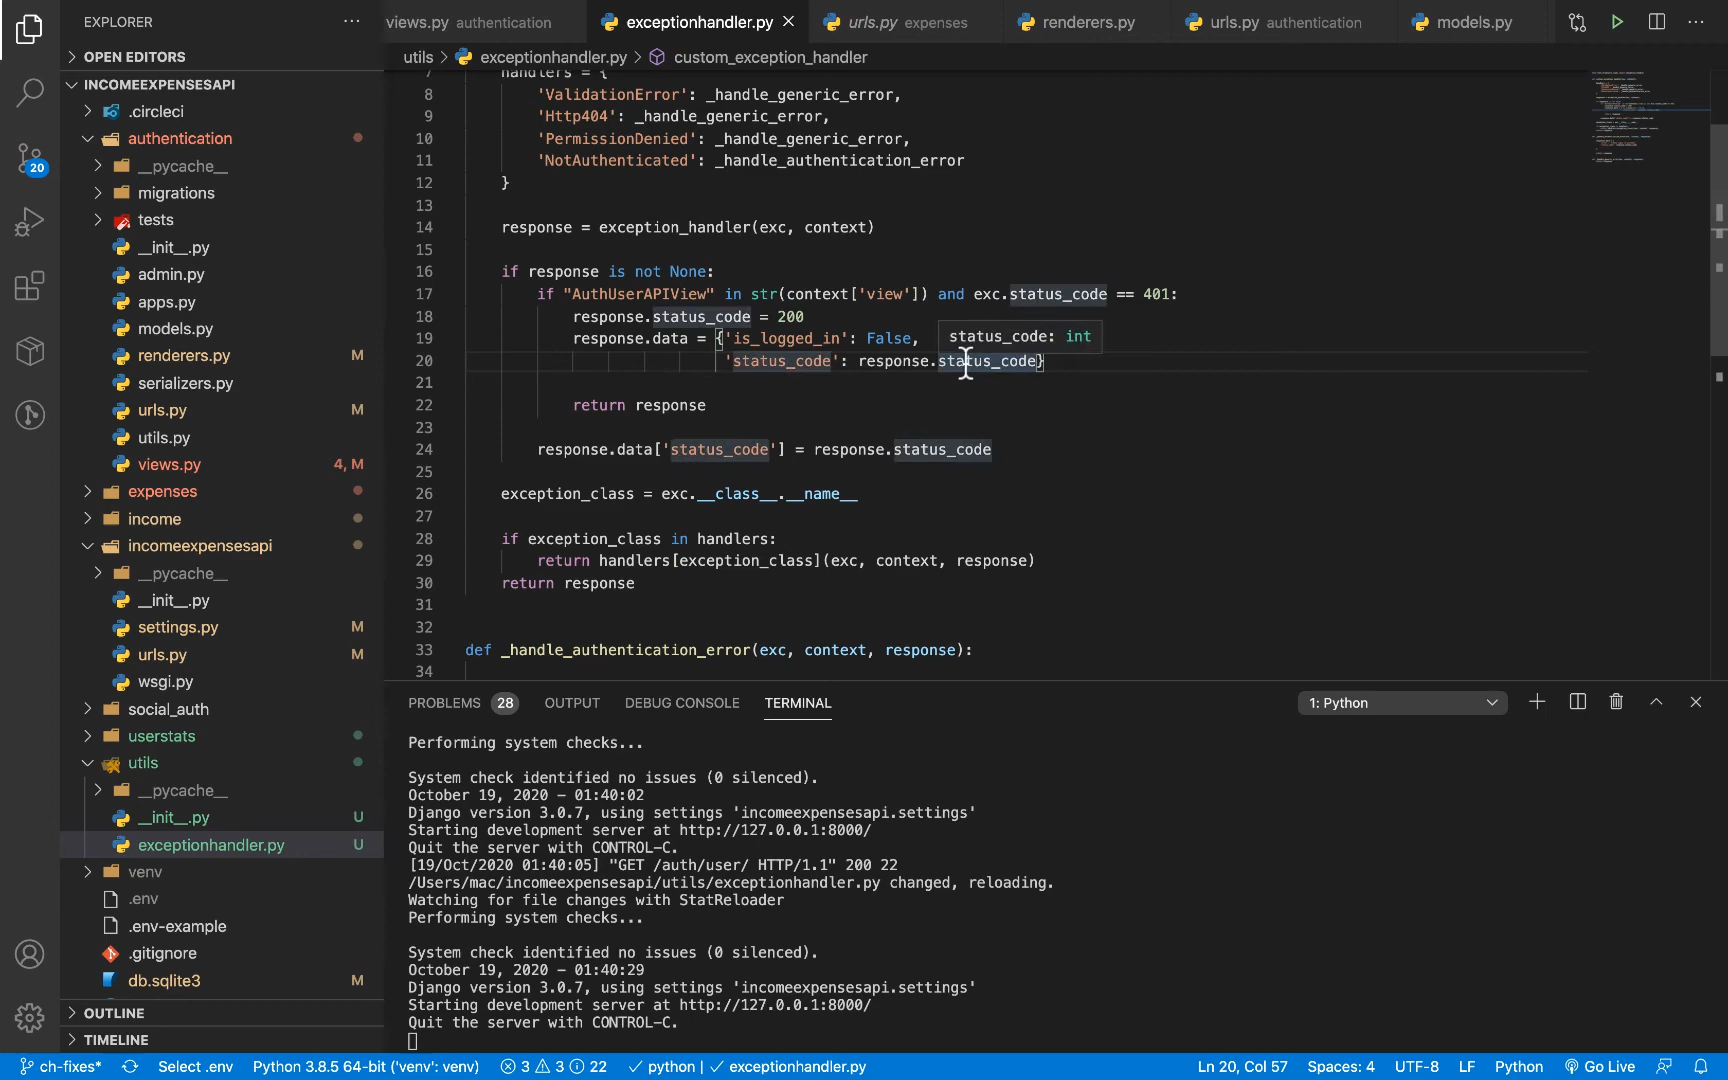 EXPLORER
OPEN EDITORS
INCOMEEXPENSESAPI
.circleci
authentication
__pycache__
migrations
tests
__init__.py
admin.py
apps.py
models.py
renderers.py M
serializers.py
urls.py M
utils.py
views.py 4, M
expenses
income
incomeexpensesapi
__pycache__
__init__.py
settings.py M
urls.py M
wsgi.py
social_auth
userstats
utils
__pycache__
__init__.py U
exceptionhandler.py U
venv
.env
.env-example
.gitignore
db.sqlite3 M
OUTLINE
TIMELINE
20
views.py authentication exceptionhandler.py urls.py expenses renderers.py urls.py authentication models.py
utils > exceptionhandler.py > custom_exception_handler
7 handlers = {
8 'ValidationError': _handle_generic_error,
9 'Http404': _handle_generic_error,
10 'PermissionDenied': _handle_generic_error,
11 'NotAuthenticated': _handle_authentication_error
12 }
13
14 response = exception_handler(exc, context)
15
16 if response is not None:
17 if "AuthUserAPIView" in str(context['view']) and exc.status_code == 401:
18 response.status_code = 200
19 response.data = {'is_logged_in': False,
status_code: int
20 'status_code': response.status_code}
21
22 return response
23
24 response.data['status_code'] = response.status_code
25
26 exception_class = exc.__class__.__name__
27
28 if exception_class in handlers:
29 return handlers[exception_class](exc, context, response)
30 return response
31
32
33 def _handle_authentication_error(exc, context, response):
34
PROBLEMS 28 OUTPUT DEBUG CONSOLE TERMINAL 1: Python
Performing system checks...
System check identified no issues (0 silenced).
October 19, 2020 - 01:40:02
Django version 3.0.7, using settings 'incomeexpensesapi.settings'
Starting development server at http://127.0.0.1:8000/
Quit the server with CONTROL-C.
[19/Oct/2020 01:40:05] "GET /auth/user/ HTTP/1.1" 200 22
/Users/mac/incomeexpensesapi/utils/exceptionhandler.py changed, reloading.
Watching for file changes with StatReloader
Performing system checks...
System check identified no issues (0 silenced).
October 19, 2020 - 01:40:29
Django version 3.0.7, using settings 'incomeexpensesapi.settings'
Starting development server at http://127.0.0.1:8000/
Quit the server with CONTROL-C.
ch-fixes* Select .env Python 3.8.5 64-bit ('venv': venv) 3 3 22 python | exceptionhandler.py Ln 20, Col 57 Spaces: 4 UTF-8 LF Python Go Live